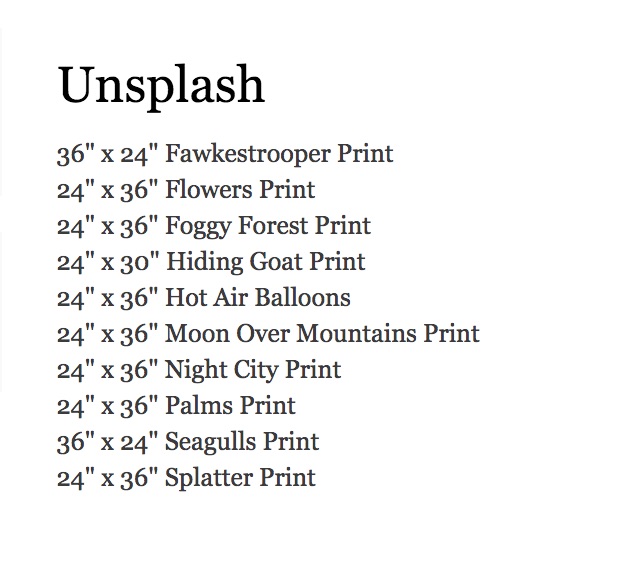 Unsplash
36" x 24" Fawkestrooper Print
24" x 36" Flowers Print
24" x 36" Foggy Forest Print
24" x 30" Hiding Goat Print
24" x 36" Hot Air Balloons
24" x 36" Moon Over Mountains Print
24" x 36" Night City Print
24" x 36" Palms Print
36" x 24" Seagulls Print
24" x 36" Splatter Print